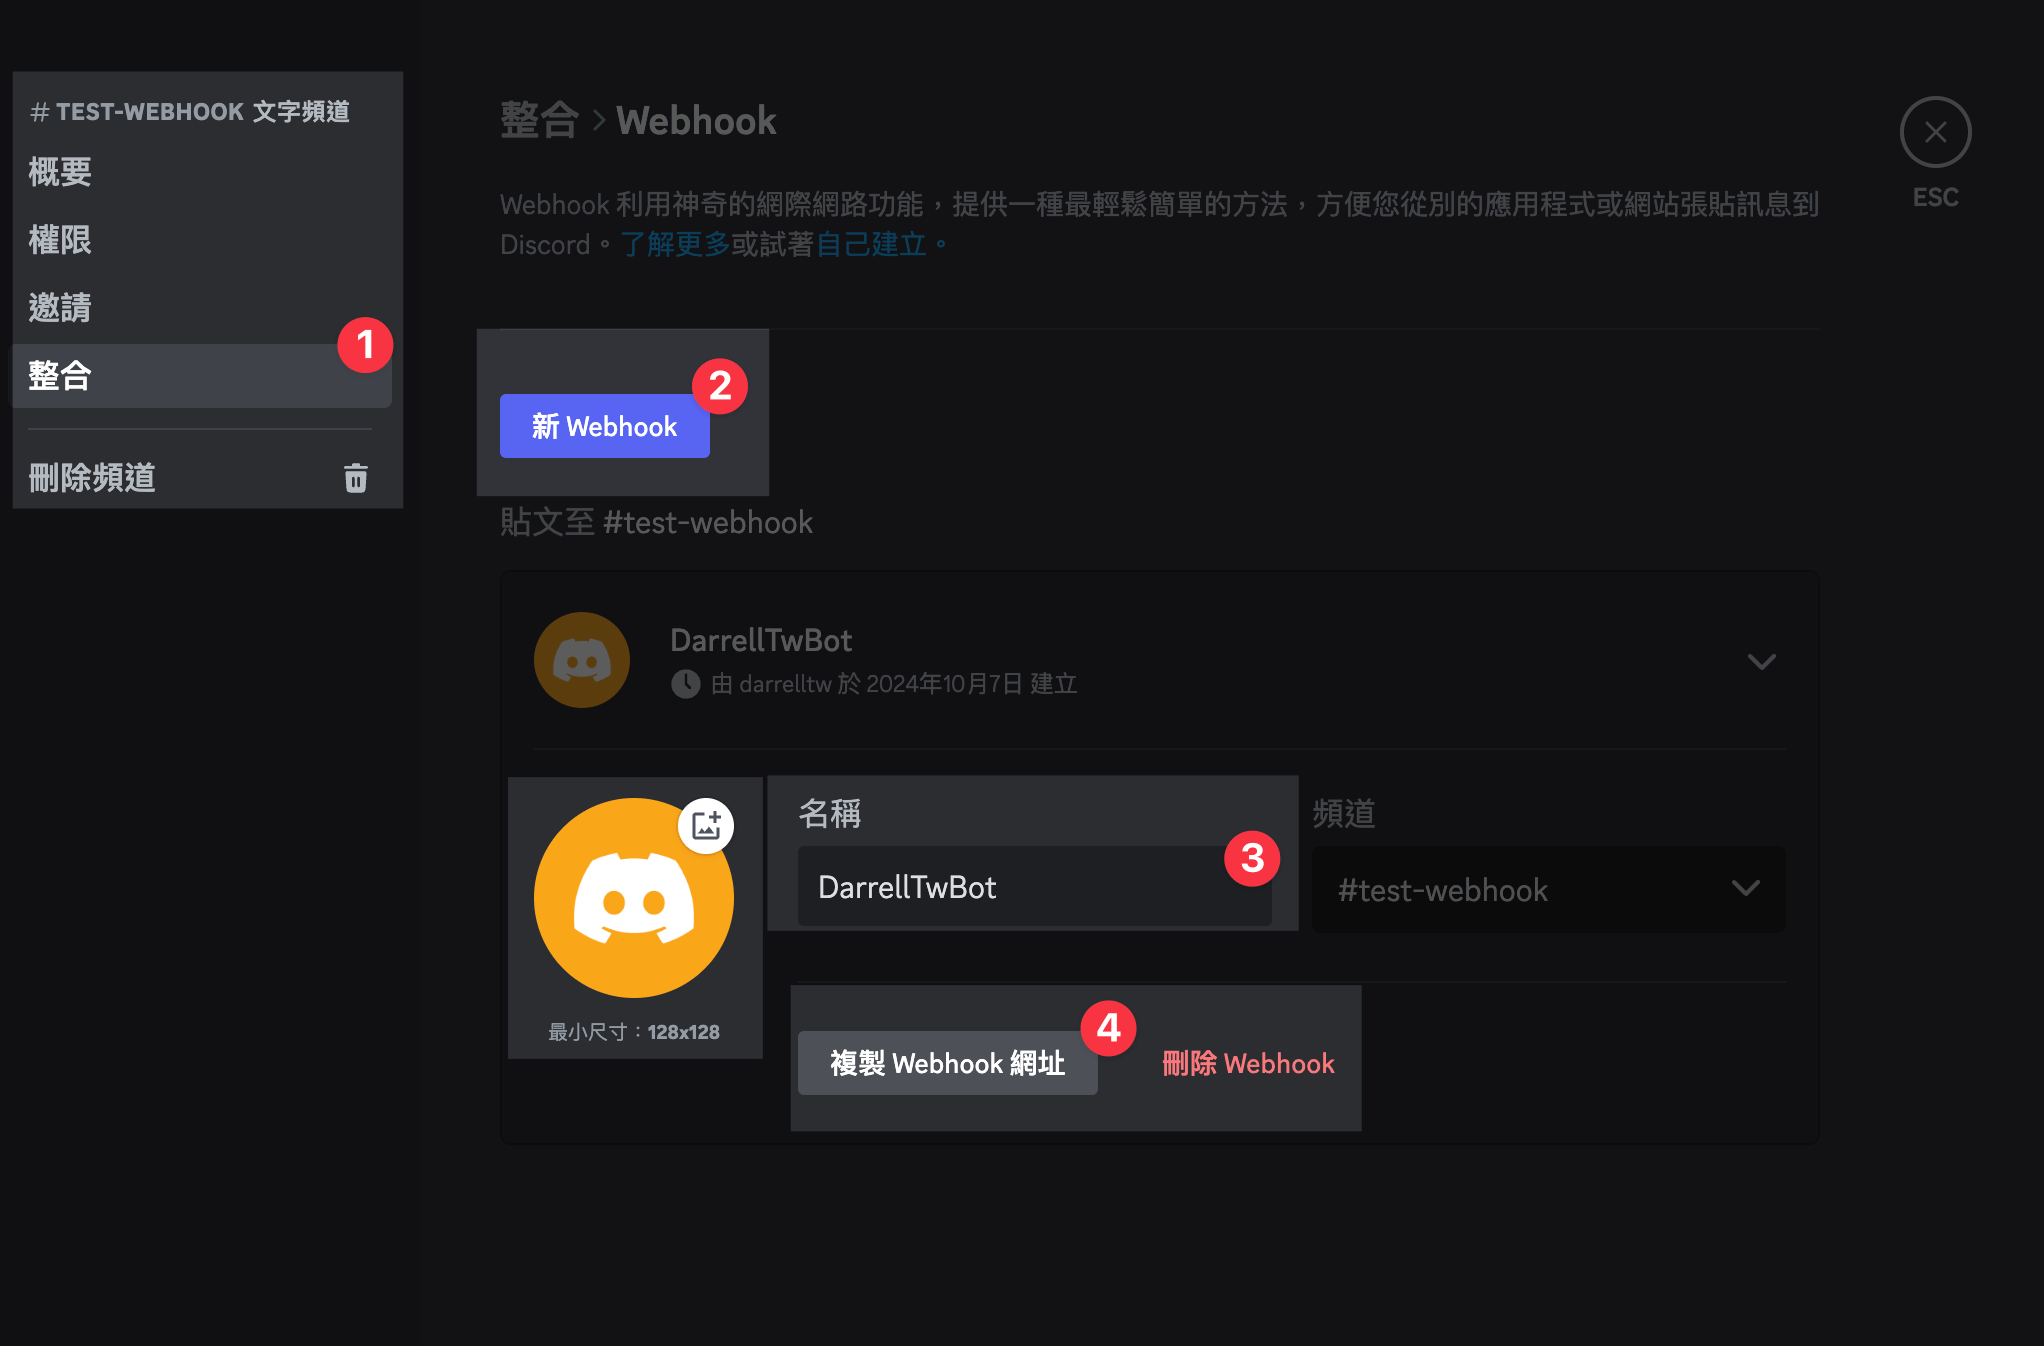 # TEST-WEBHOOK 文字頻道
概要
權限
邀請
1
整合
刪除頻道
整合 > Webhook
Webhook 利用神奇的網際網路功能，提供一種最輕鬆簡單的方法，方便您從別的應用程式或網站張貼訊息到
Discord。了解更多或試著自己建立。
ESC
2
新 Webhook
貼文至 #test-webhook
DarrellTwBot
由 darrelltw 於 2024年10月7日 建立
最小尺寸：128x128
名稱
3
DarrellTwBot
頻道
#test-webhook
4
複製 Webhook 網址
刪除 Webhook